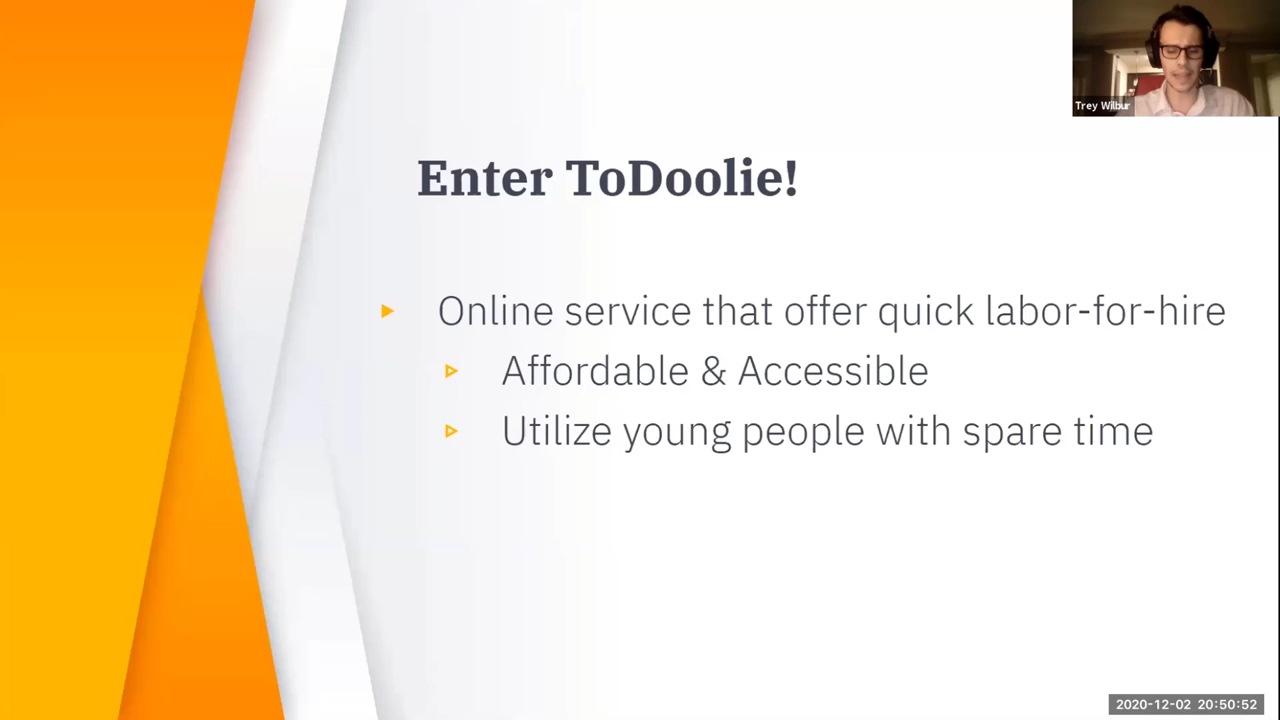 Trey Wilbur
Enter ToDoolie!
Online service that offer quick labor-for-hire
Affordable & Accessible
Utilize young people with spare time
2020-12-02 20:50:52